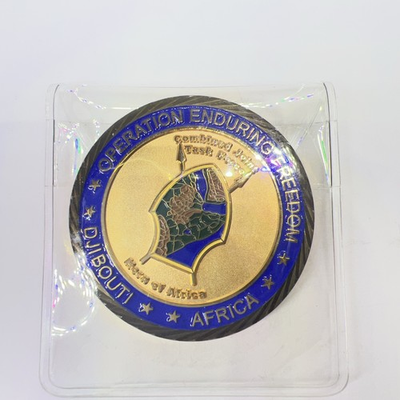 OPERATION ENDURING FREEDOM
DJIBOUTI
AFRICA
Combined Joint
Task Force
Horn of Africa